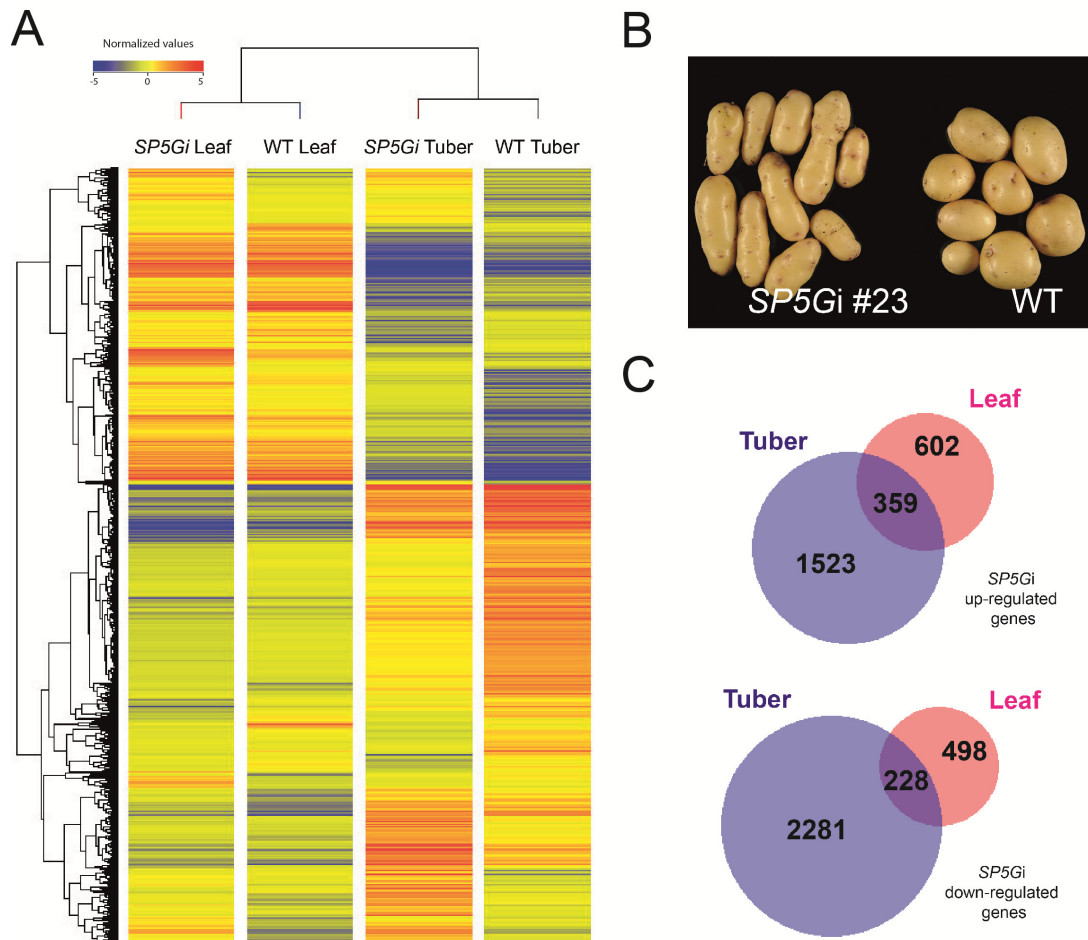 A
Normalized values
-5 0 5
SP5Gi Leaf WT Leaf SP5Gi Tuber WT Tuber
B
SP5Gi #23 WT
C
Leaf
Tuber
602
359
1523
SP5Gi
up-regulated
genes
Tuber Leaf
498
228
2281
SP5Gi
down-regulated
genes